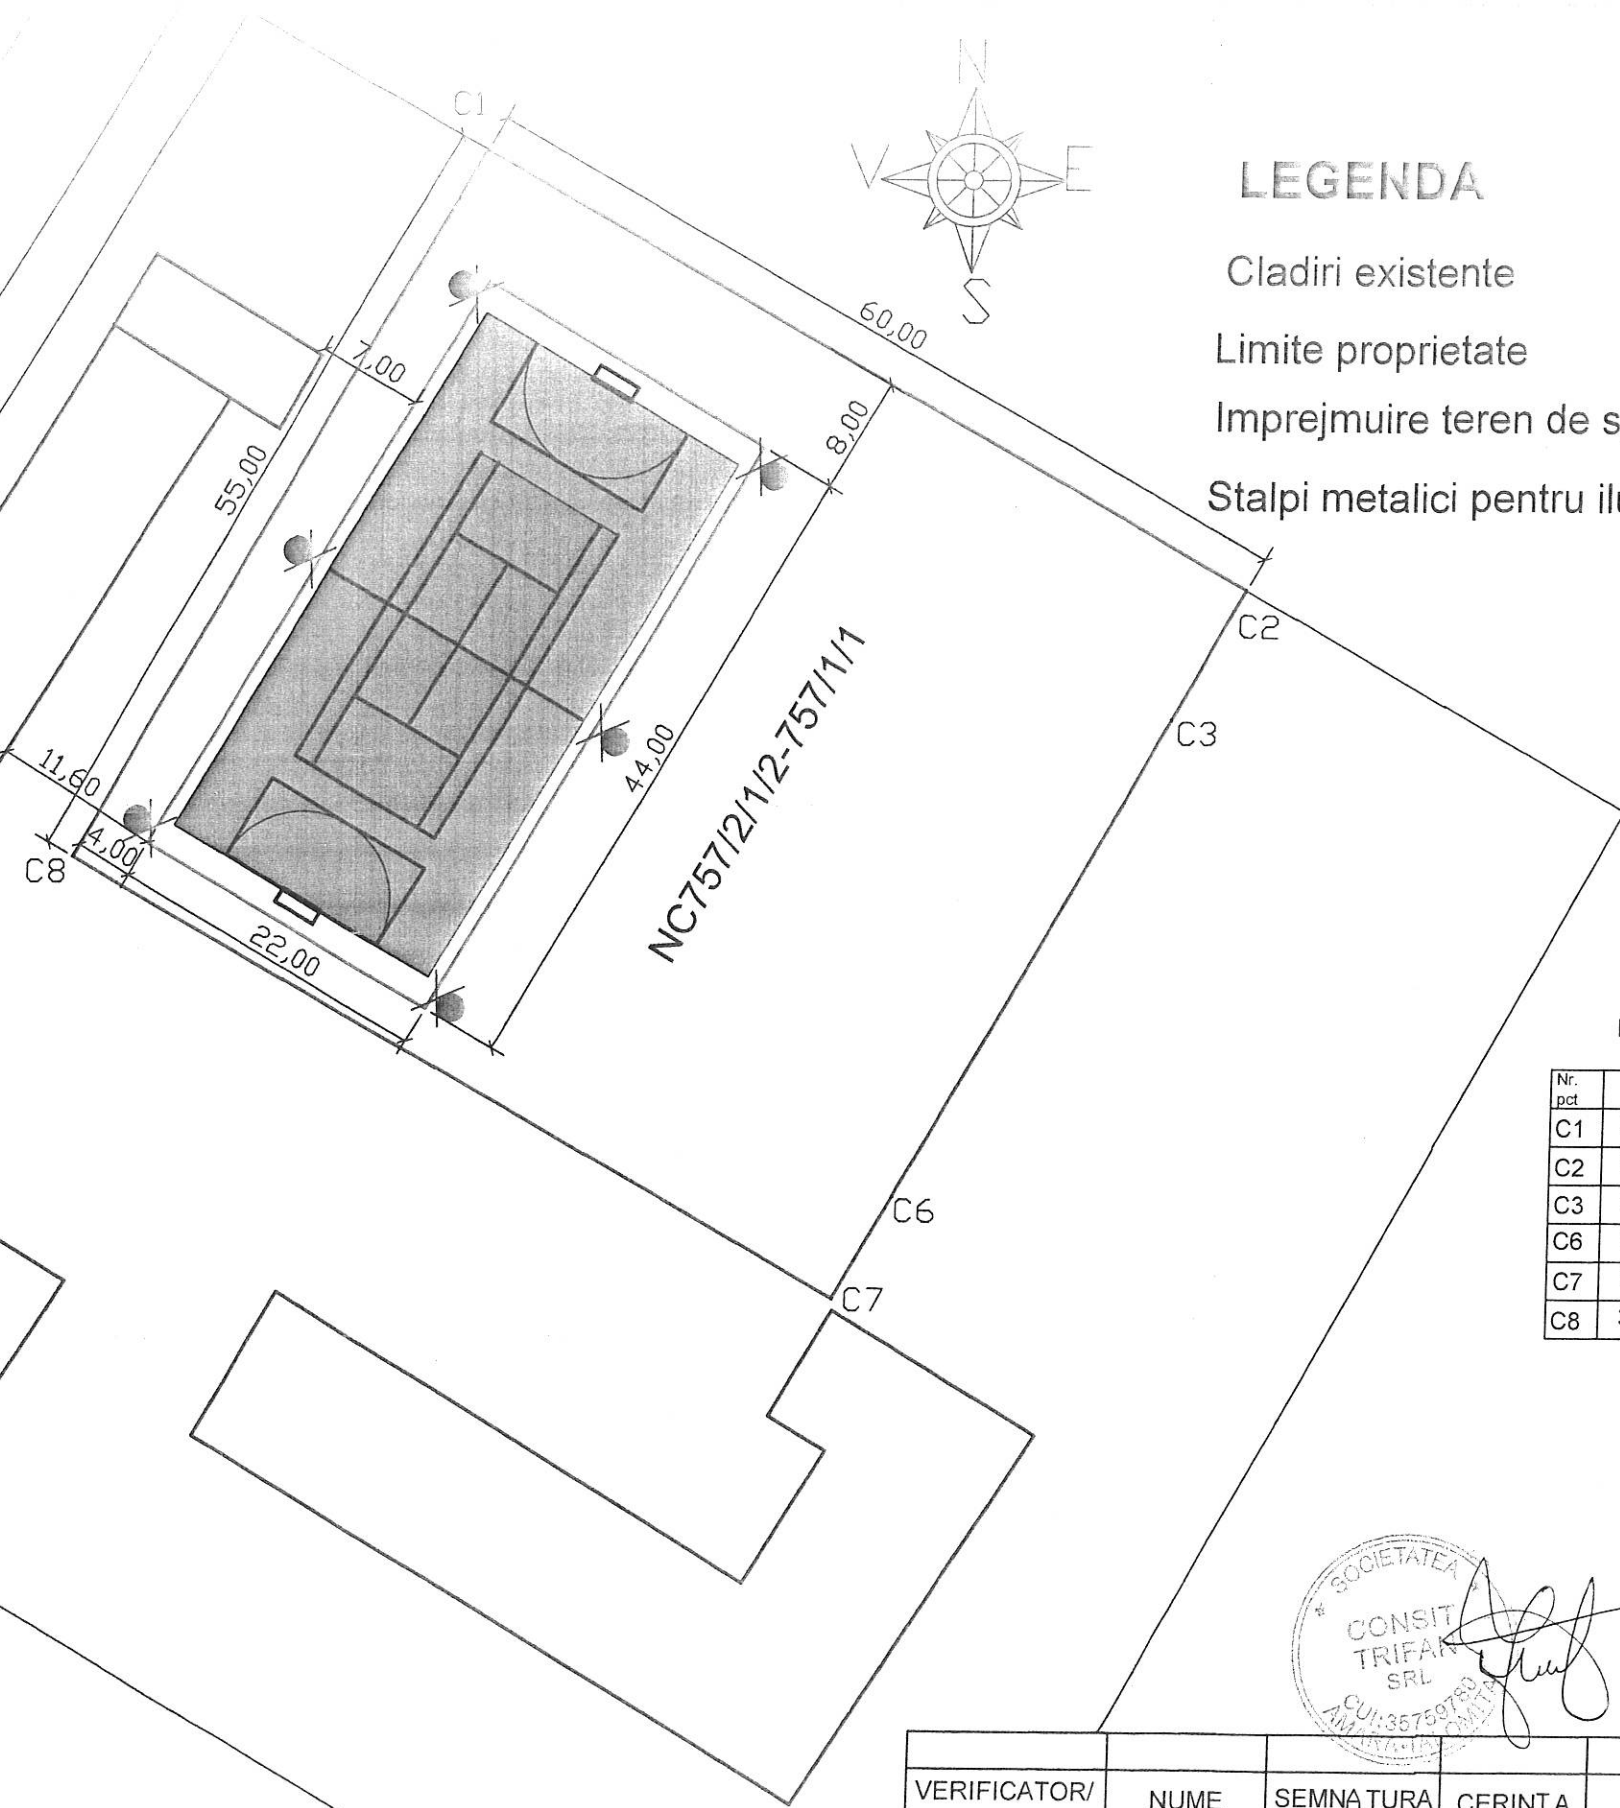 N
V
E
S
LEGENDA
Cladiri existente
Limite proprietate
Imprejmuire teren de s
Stalpi metalici pentru il
C1
60,00
7,00
8,00
55,00
C2
C3
NC757/2/1/2-757/1/1
44,00
11,60
4,00
C8
22,00
C6
C7
Nr.
pct
C1
C2
C3
C6
C7
C8
SOCIETATEA
CONSIT
TRIFAN
SRL
CUI:35759780
VERIFICATOR/ NUME SEMNATURA CERINTA